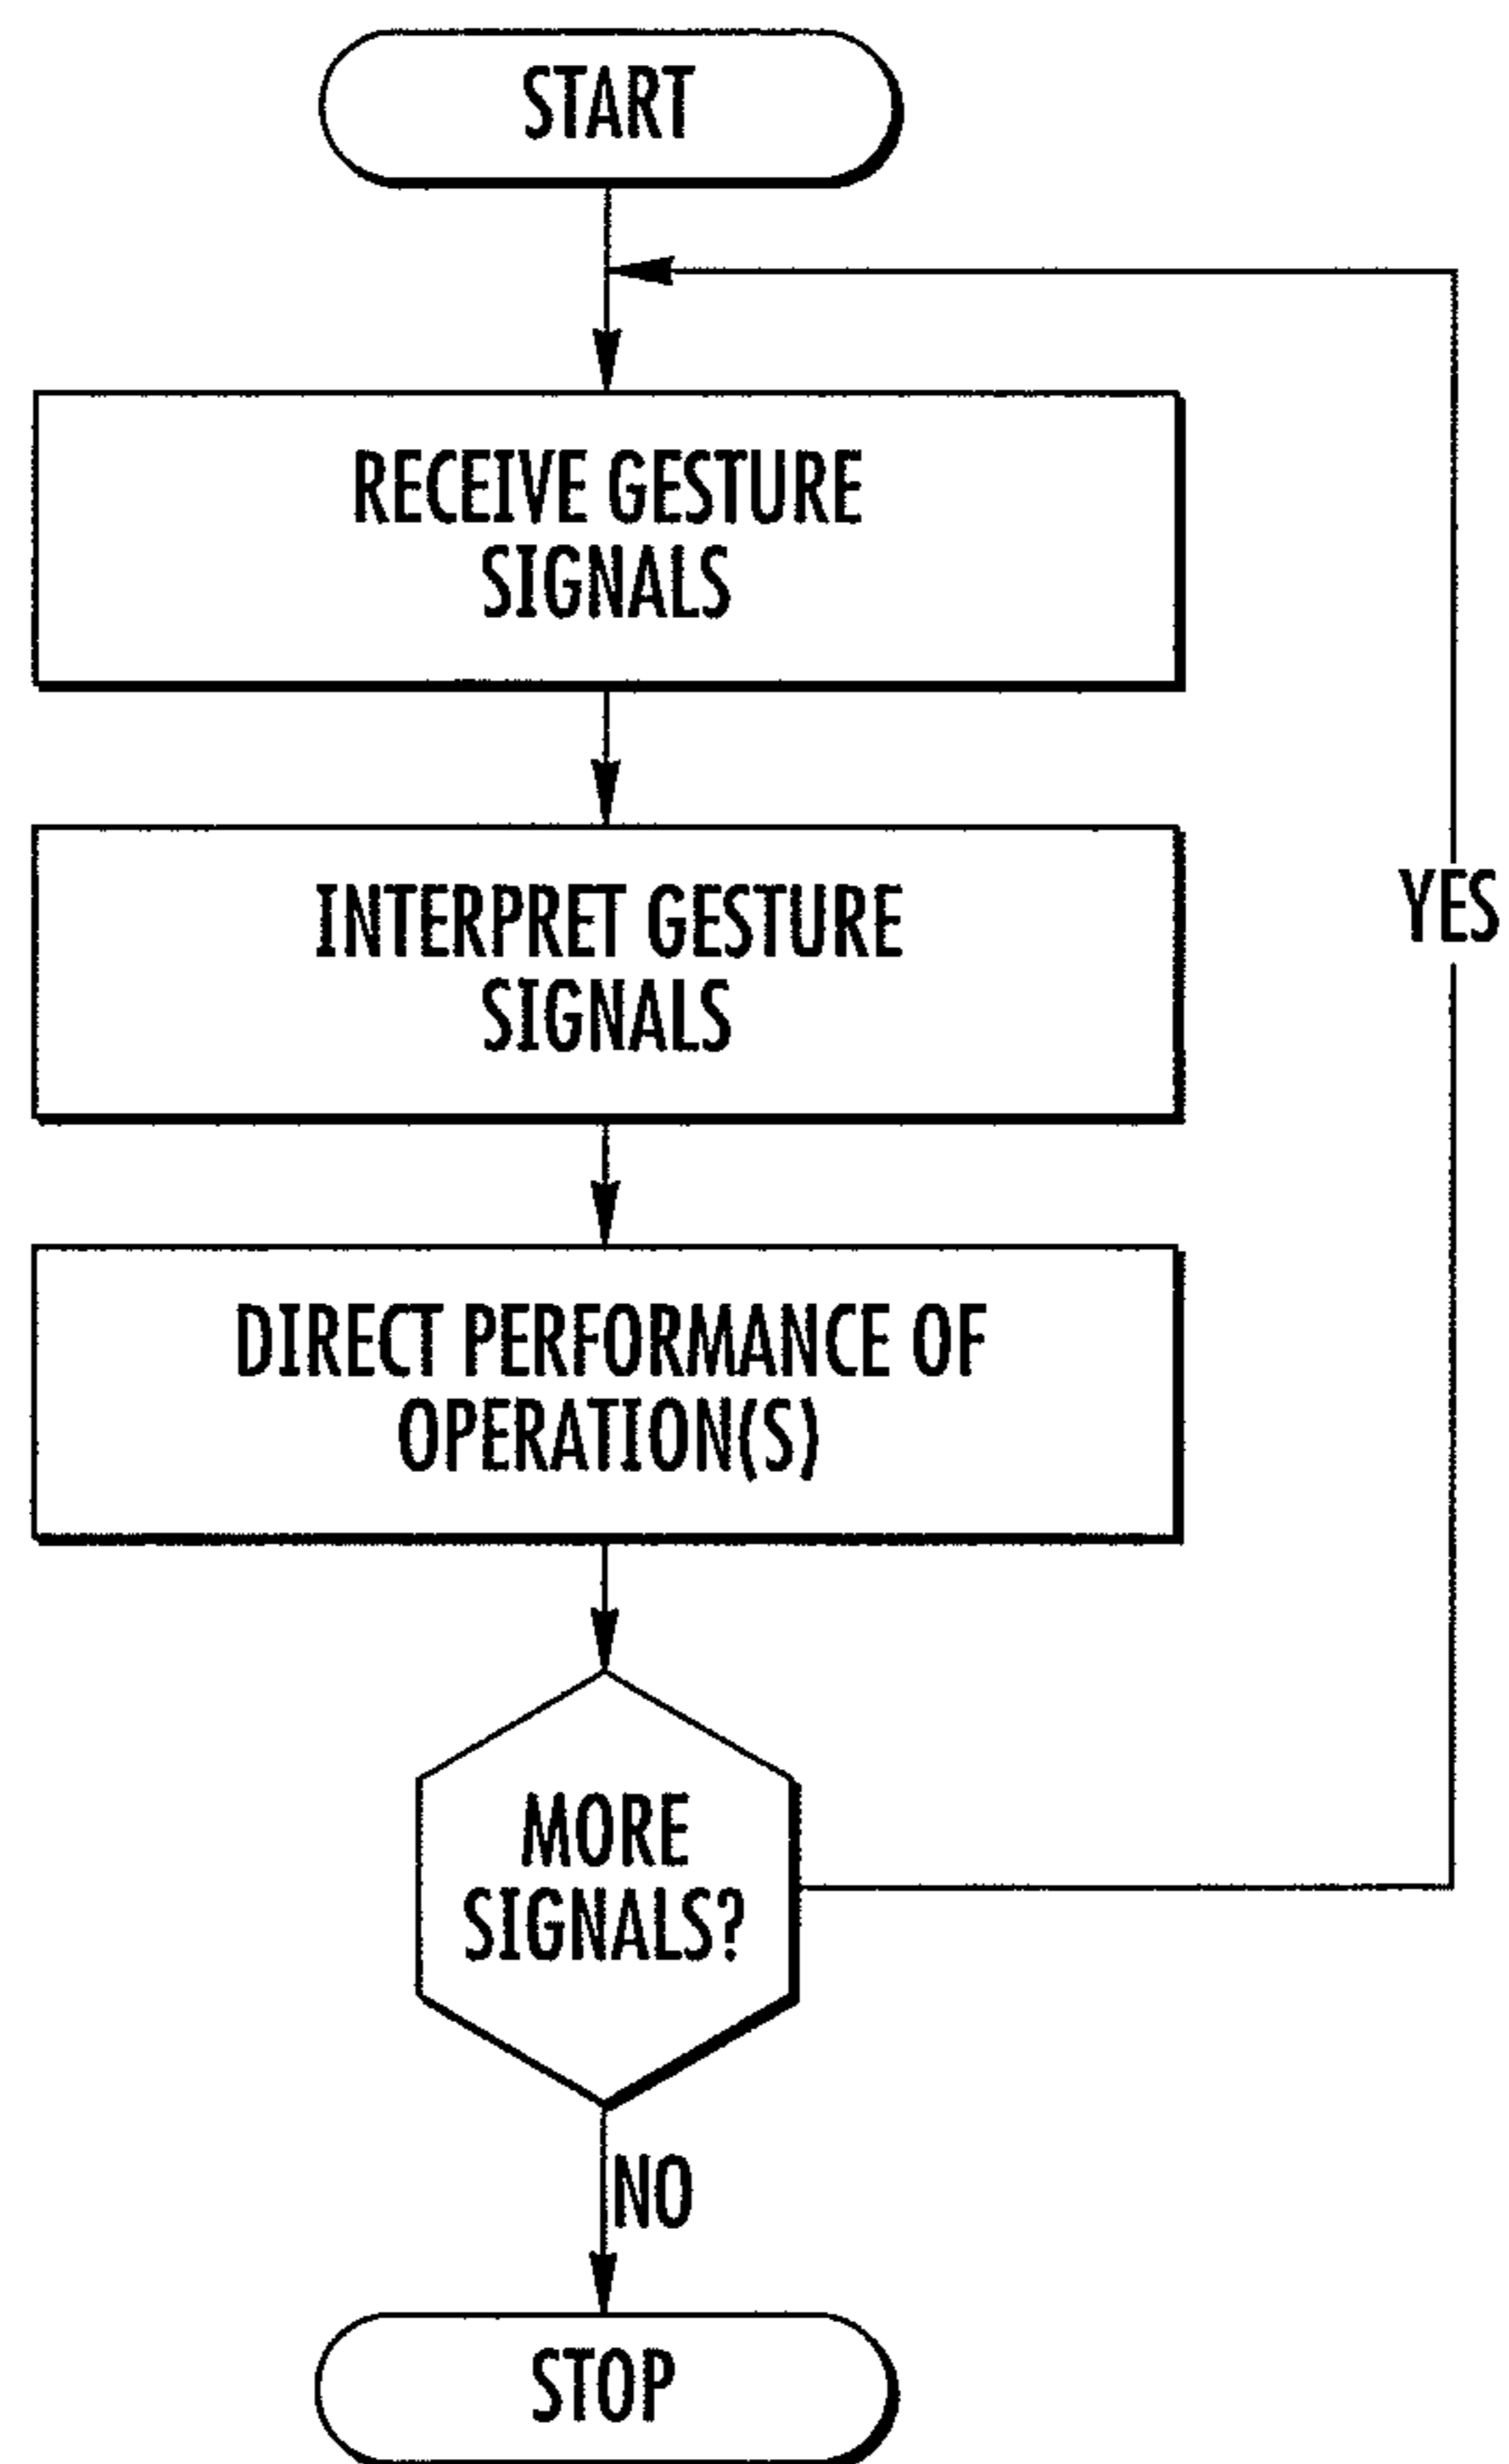 START
RECEIVE GESTURE
SIGNALS
INTERPRET GESTURE
SIGNALS
YES
DIRECT PERFORMANCE OF
OPERATION(S)
MORE
SIGNALS?
NO
STOP